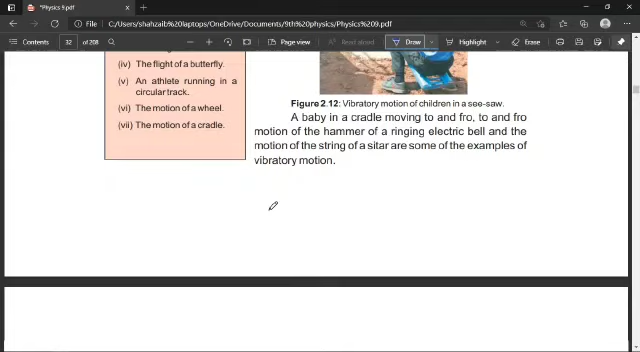 *Physics 9.pdf
File
C:/Users/shahzaib%20laptops/OneDrive/Documents/9th%20physics/Physics%209.pdf
Contents
32
of 208
Page view
Read aloud
Draw
Highlight
Erase
(iv) The flight of a butterfly.
(v) An athlete running in a
circular track.
(vi) The motion of a wheel.
(vii) The motion of a cradle.
Figure 2.12: Vibratory motion of children in a see-saw.
A baby in a cradle moving to and fro, to and fro
motion of the hammer of a ringing electric bell and the
motion of the string of a sitar are some of the examples of
vibratory motion.